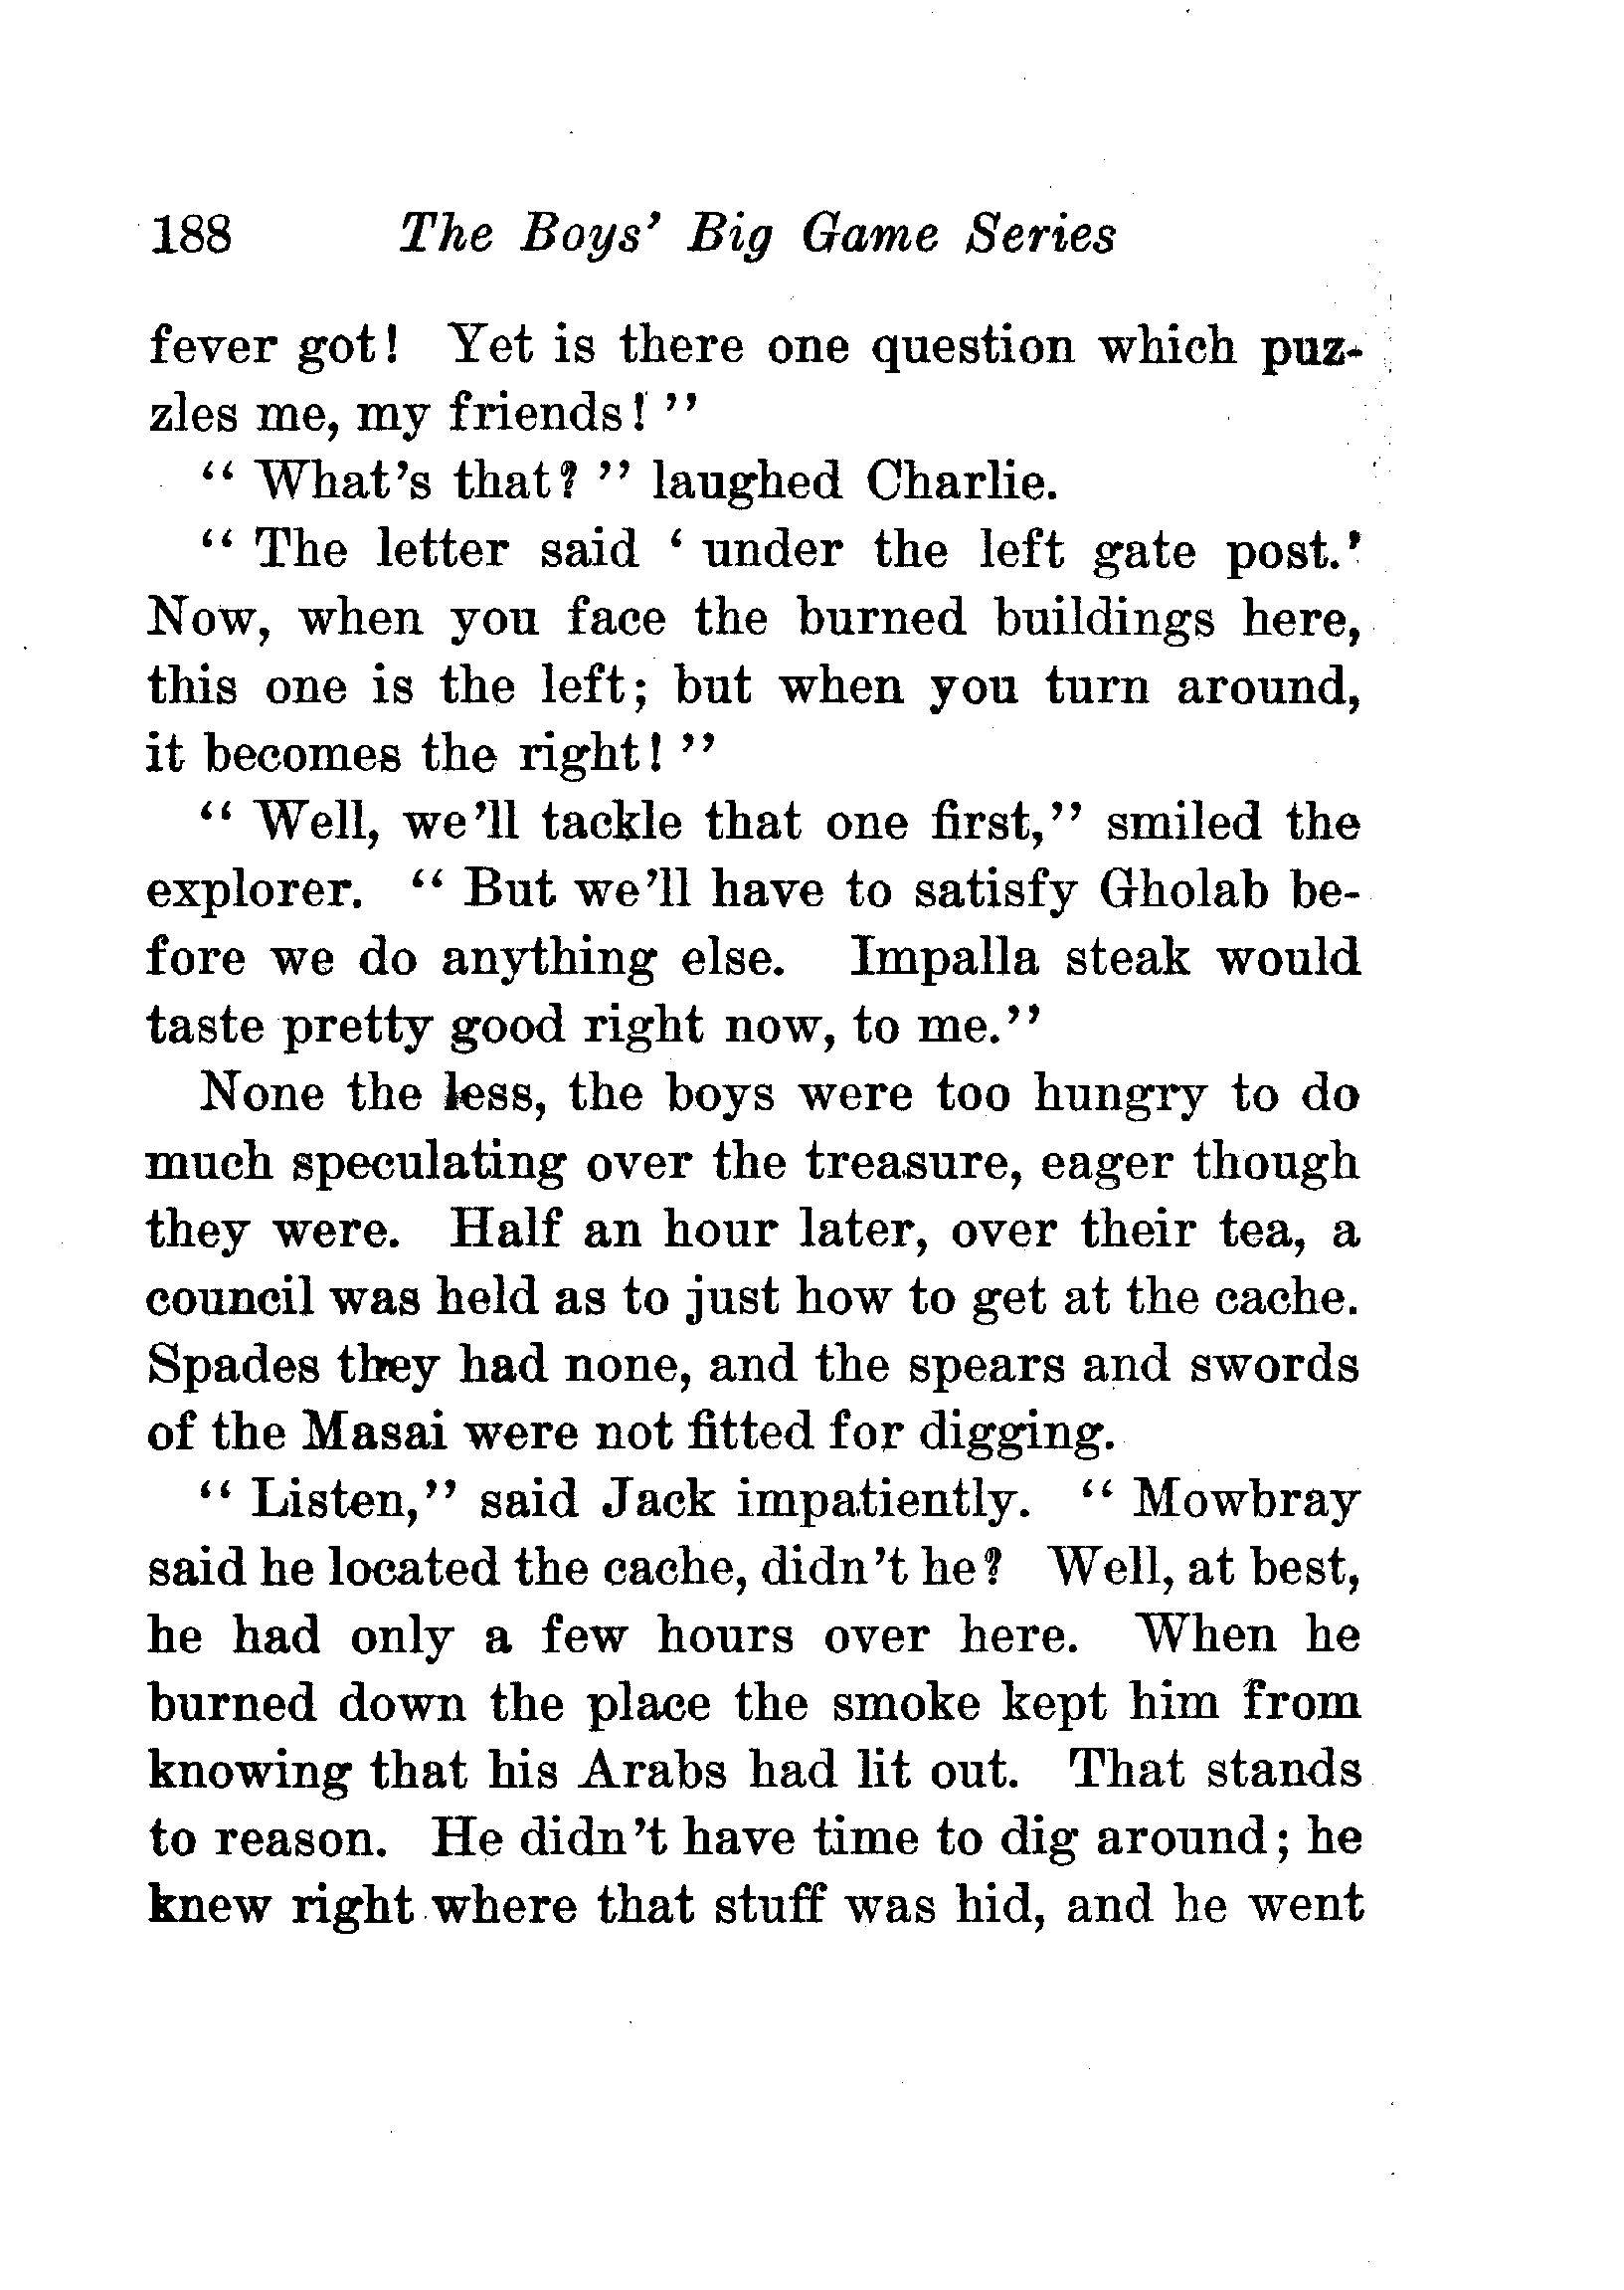 188 The Boys' Big Game Series
fever got! Yet is there one question which puz-
zles me, my friends!"
"What's that?" laughed Charlie.
"The letter said 'under the left gate post.'
Now, when you face the burned buildings here,
this one is the left; but when you turn around,
it becomes the right!"
"Well, we'll tackle that one first," smiled the
explorer. "But we'll have to satisfy Gholab be-
fore we do anything else. Impalla steak would
taste pretty good right now, to me."
None the less, the boys were too hungry to do
much speculating over the treasure, eager though
they were. Half an hour later, over their tea, a
council was held as to just how to get at the cache.
Spades they had none, and the spears and swords
of the Masai were not fitted for digging.
"Listen," said Jack impatiently. "Mowbray
said he located the cache, didn't he? Well, at best,
he had only a few hours over here. When he
burned down the place the smoke kept him from
knowing that his Arabs had lit out. That stands
to reason. He didn't have time to dig around; he
knew right where that stuff was hid, and he went